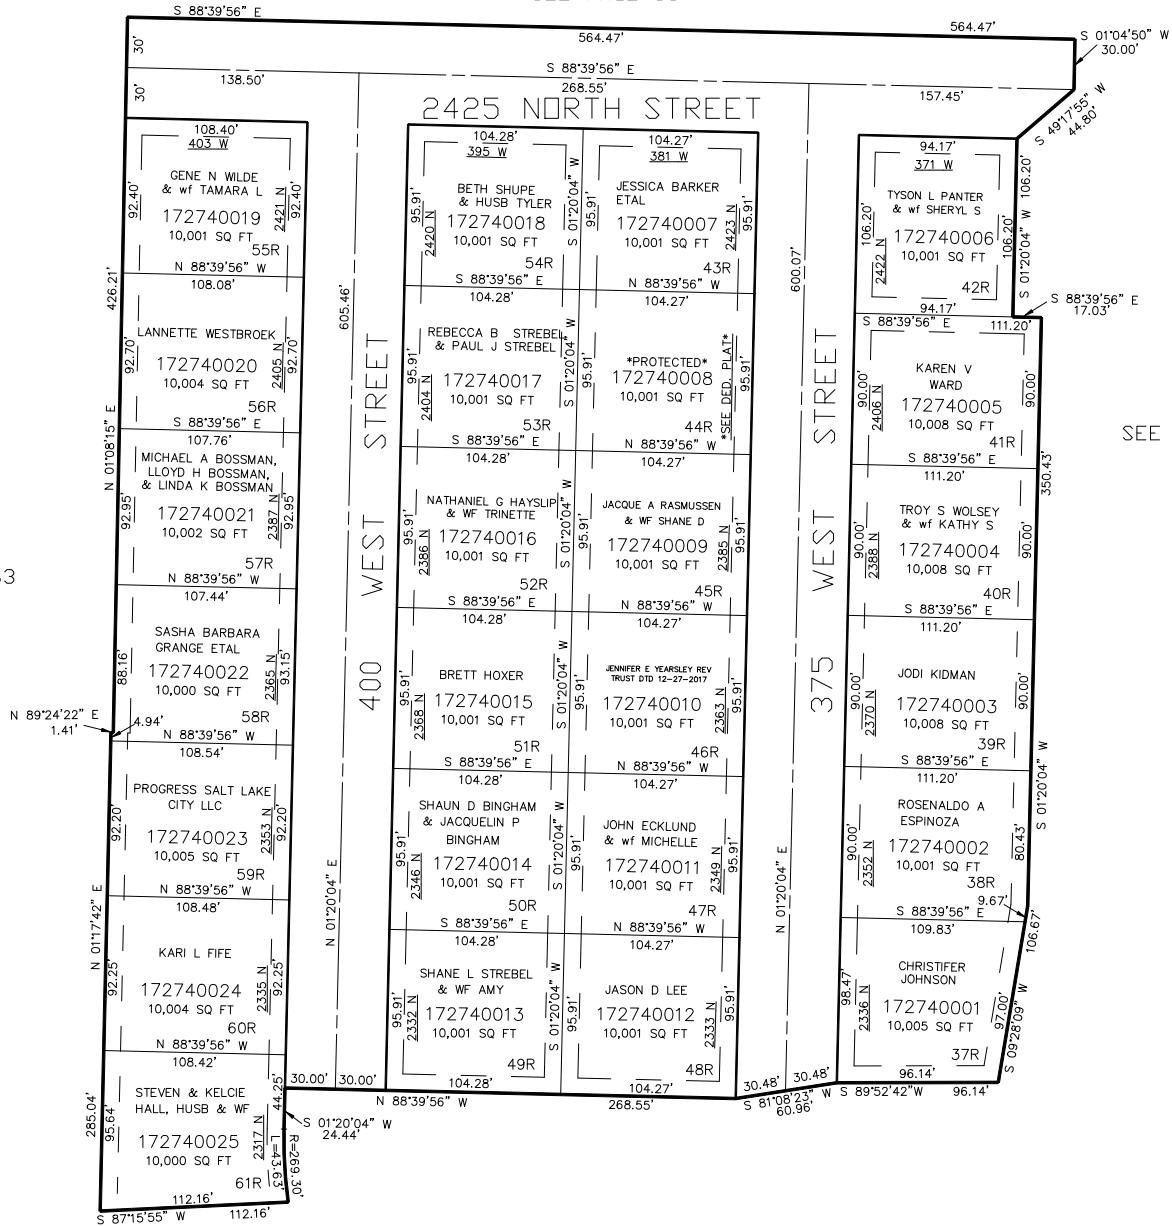 S 88°39'56" E
564.47'
564.47'
S 01°04'50" W
30.00'
30'
S 88°39'56" E
138.50'
268.55'
157.45'
30'
2425 NORTH STREET
S 49°17'55" W
44.80'
108.40'
403 W
GENE N WILDE
& wf TAMARA L
172740019
10,001 SQ FT
55R
92.40'
2421 N
92.40'
N 88°39'56" W
108.08'
426.21'
N 01°08'15" E
LANNETTE WESTBROEK
172740020
10,004 SQ FT
56R
92.70'
2405 N
92.70'
S 88°39'56" E
107.76'
MICHAEL A BOSSMAN,
LLOYD H BOSSMAN,
& LINDA K BOSSMAN
172740021
10,002 SQ FT
57R
92.95'
2387 N
92.95'
N 88°39'56" W
107.44'
SASHA BARBARA
GRANGE ETAL
172740022
10,000 SQ FT
58R
88.16'
2365 N
93.15'
N 89°24'22" E
1.41'
4.94'
N 88°39'56" W
108.54'
PROGRESS SALT LAKE
CITY LLC
172740023
10,005 SQ FT
59R
92.20'
2353 N
92.20'
N 88°39'56" W
108.48'
N 01°17'42" E
285.04'
KARI L FIFE
172740024
10,004 SQ FT
60R
92.25'
2335 N
92.25'
N 88°39'56" W
108.42'
STEVEN & KELCIE
HALL, HUSB & WF
172740025
10,000 SQ FT
61R
95.64'
2317 N
44.25'
L=43.63'
R=269.30'
S 01°20'04" W
24.44'
112.16'
S 87°15'55" W
112.16'
605.46'
400 WEST STREET
N 01°20'04" E
30.00'
30.00'
104.28'
395 W
BETH SHUPE
& HUSB TYLER
172740018
10,001 SQ FT
54R
95.91'
2420 N
S 01°20'04" W
S 88°39'56" E
104.28'
REBECCA B STREBEL
& PAUL J STREBEL
172740017
10,001 SQ FT
53R
95.91'
2404 N
S 01°20'04" W
S 88°39'56" E
104.28'
NATHANIEL G HAYSLIP
& WF TRINETTE
172740016
10,001 SQ FT
52R
95.91'
2386 N
S 01°20'04" W
S 88°39'56" E
104.28'
BRETT HOXER
172740015
10,001 SQ FT
51R
95.91'
2368 N
S 01°20'04" W
S 88°39'56" E
104.28'
SHAUN D BINGHAM
& JACQUELIN P
BINGHAM
172740014
10,001 SQ FT
50R
95.91'
2346 N
S 01°20'04" W
S 88°39'56" E
104.28'
SHANE L STREBEL
& WF AMY
172740013
10,001 SQ FT
49R
95.91'
2332 N
S 01°20'04" W
104.28'
N 88°39'56" W
268.55'
104.27'
381 W
JESSICA BARKER
ETAL
172740007
10,001 SQ FT
43R
95.91'
2423 N
95.91'
N 88°39'56" W
104.27'
*PROTECTED*
172740008
10,001 SQ FT
44R
95.91'
*SEE DED. PLAT*
95.91'
N 88°39'56" W
104.27'
JACQUE A RASMUSSEN
& WF SHANE D
172740009
10,001 SQ FT
45R
95.91'
2385 N
95.91'
N 88°39'56" W
104.27'
JENNIFER E YEARSLEY REV
TRUST DTD 12-27-2017
172740010
10,001 SQ FT
46R
95.91'
2363 N
95.91'
N 88°39'56" W
104.27'
JOHN ECKLUND
& wf MICHELLE
172740011
10,001 SQ FT
47R
95.91'
2349 N
95.91'
N 88°39'56" W
104.27'
JASON D LEE
172740012
10,001 SQ FT
48R
95.91'
2333 N
95.91'
104.27'
600.07'
375 WEST STREET
N 01°20'04" E
30.48'
30.48'
S 81°08'23" W
60.96'
94.17'
371 W
TYSON L PANTER
& wf SHERYL S
172740006
10,001 SQ FT
42R
106.20'
2422 N
106.20'
S 01°20'04" W 106.20'
94.17'
S 88°39'56" E
111.20'
S 88°39'56" E
17.03'
KAREN V
WARD
172740005
10,008 SQ FT
41R
90.00'
2406 N
90.00'
S 88°39'56" E
111.20'
350.43'
SEE
TROY S WOLSEY
& wf KATHY S
172740004
10,008 SQ FT
40R
90.00'
2388 N
90.00'
S 88°39'56" E
111.20'
JODI KIDMAN
172740003
10,008 SQ FT
39R
90.00'
2370 N
90.00'
S 88°39'56" E
111.20'
S 01°20'04" W
ROSENALDO A
ESPINOZA
172740002
10,001 SQ FT
38R
90.00'
2352 N
80.43'
9.67'
S 88°39'56" E
109.83'
106.67'
CHRISTIFER
JOHNSON
172740001
10,005 SQ FT
37R
98.47'
2336 N
97.00'
S 09°28'09" W
96.14'
S 89°52'42"W
96.14'